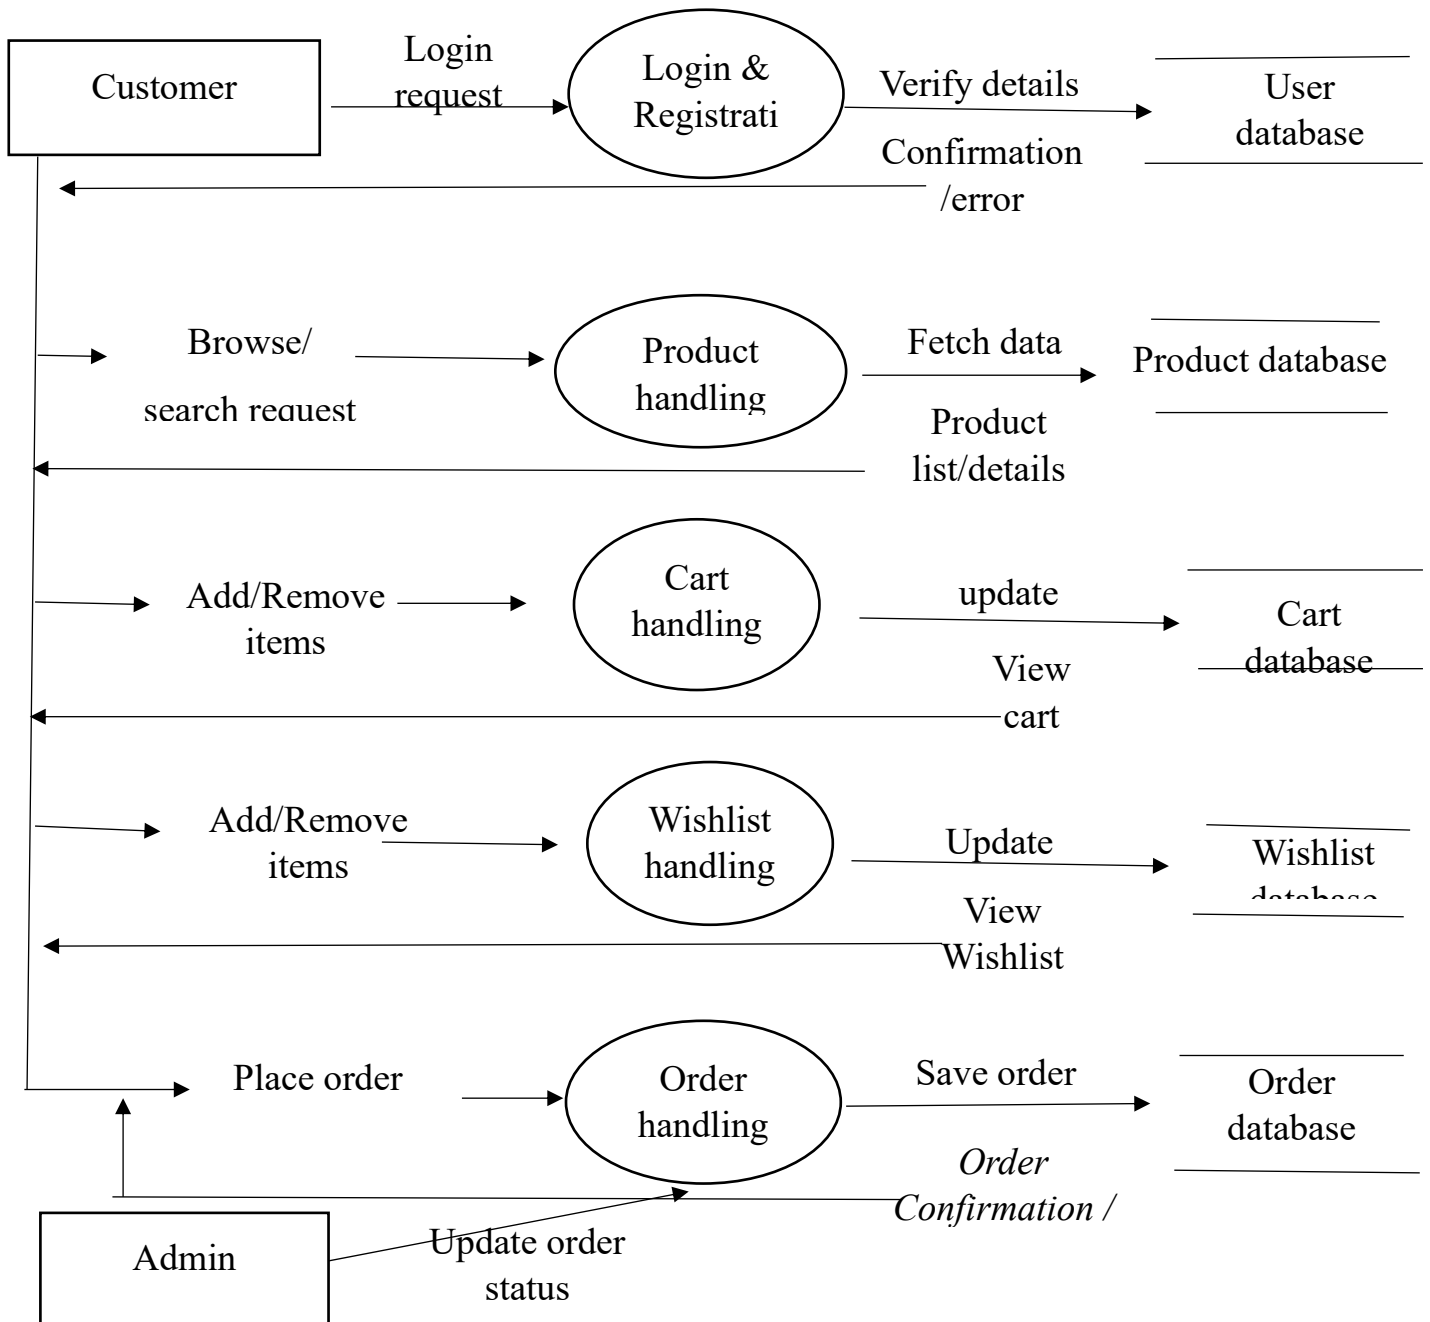 Customer
Login
request
Login &
Registrati
Verify details
User
database
Confirmation
/error
Browse/
search request
Product
handling
Fetch data
Product database
Product
list/details
Add/Remove
items
Cart
handling
update
Cart
database
View
cart
Add/Remove
items
Wishlist
handling
Update
Wishlist
database
View
Wishlist
Place order
Order
handling
Save order
Order
database
Order
Confirmation /
Admin
Update order
status